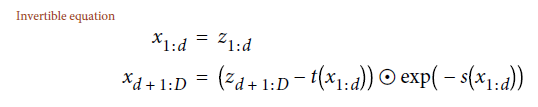 Invertible equation
x_{1:d} = z_{1:d}
x_{d+1:D} = (z_{d+1:D} − t(x_{1:d})) ⊙ exp( − s(x_{1:d}))